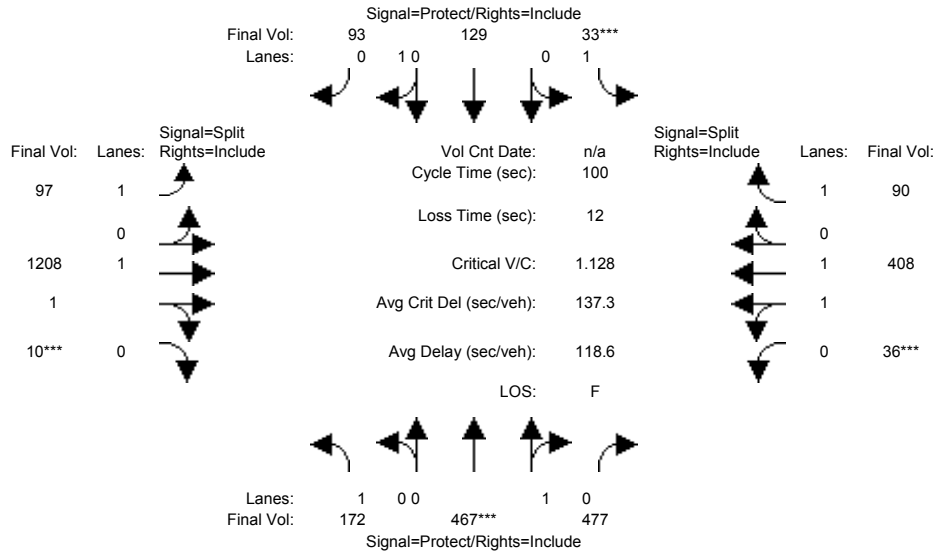 Signal=Protect/Rights=Include
Final Vol: 93 129 33***
Lanes: 0 1 0 0 1
Signal=Split
Final Vol: Lanes: Rights=Include
Vol Cnt Date: n/a
Signal=Split
Rights=Include Lanes: Final Vol:
Cycle Time (sec): 100
97 1
1 90
Loss Time (sec): 12
0
0
1208 1
Critical V/C: 1.128
1 408
1
Avg Crit Del (sec/veh): 137.3
1
10*** 0
Avg Delay (sec/veh): 118.6
0 36***
LOS: F
Lanes: 1 0 0 1 0
Final Vol: 172 467*** 477
Signal=Protect/Rights=Include